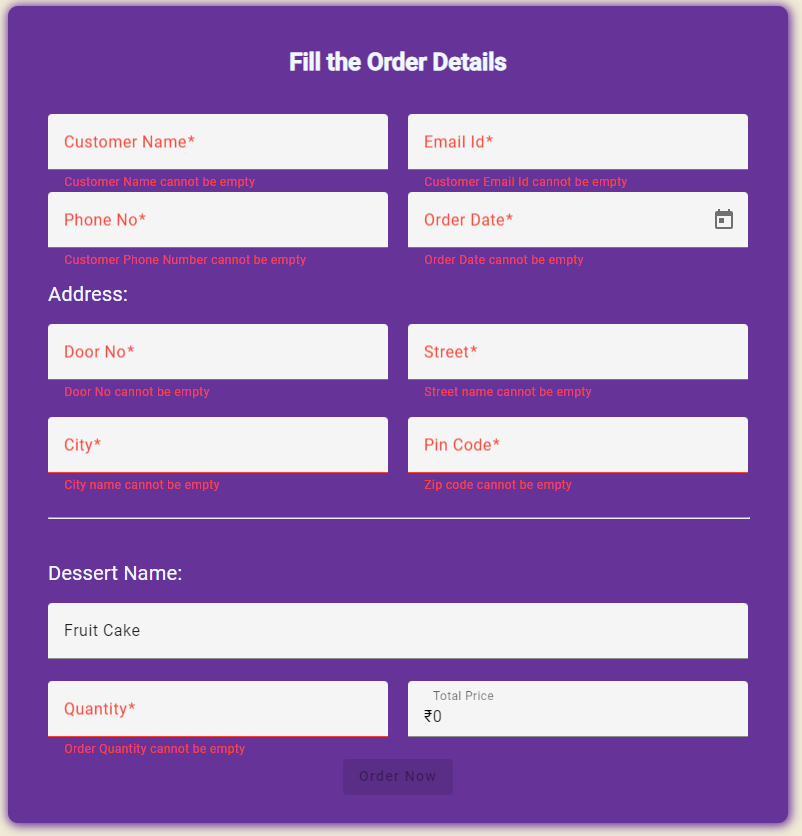 Fill the Order Details
Customer Name* Email Id*
Customer Name cannot be empty Customer Email Id cannot be empty
Phone No* Order Date*
Customer Phone Number cannot be empty Order Date cannot be empty
Address:
Door No* Street*
Door No cannot be empty Street name cannot be empty
City* Pin Code*
City name cannot be empty Zip code cannot be empty
Dessert Name:
Fruit Cake
Total Price
Quantity* ₹0
Order Quantity cannot be empty
Order Now